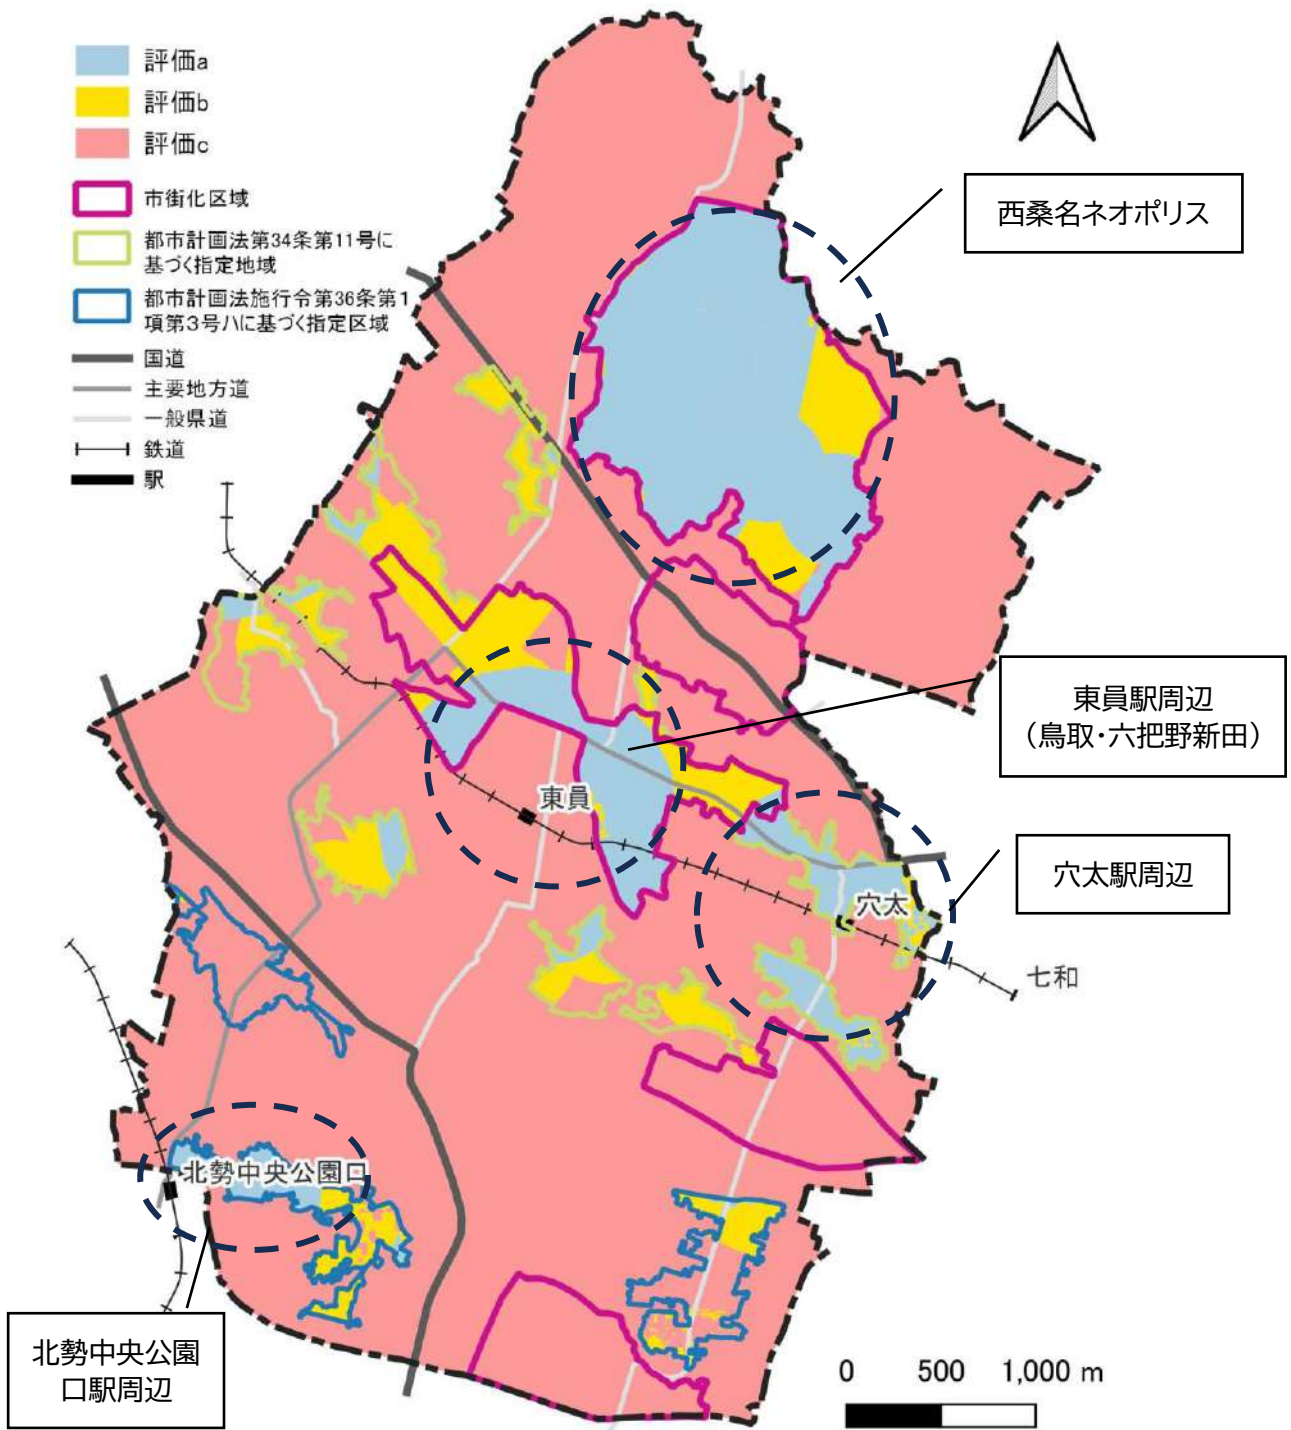 評価a
評価b
評価c
市街化区域
都市計画法第34条第11号に
基づく指定地域
都市計画法施行令第36条第1
項第3号ハに基づく指定区域
国道
主要地方道
一般県道
鉄道
駅
西桑名ネオポリス
東員駅周辺
（鳥取・六把野新田）
東員
穴太駅周辺
穴太
七和
北勢中央公園口
北勢中央公園
口駅周辺
0 500 1,000 m